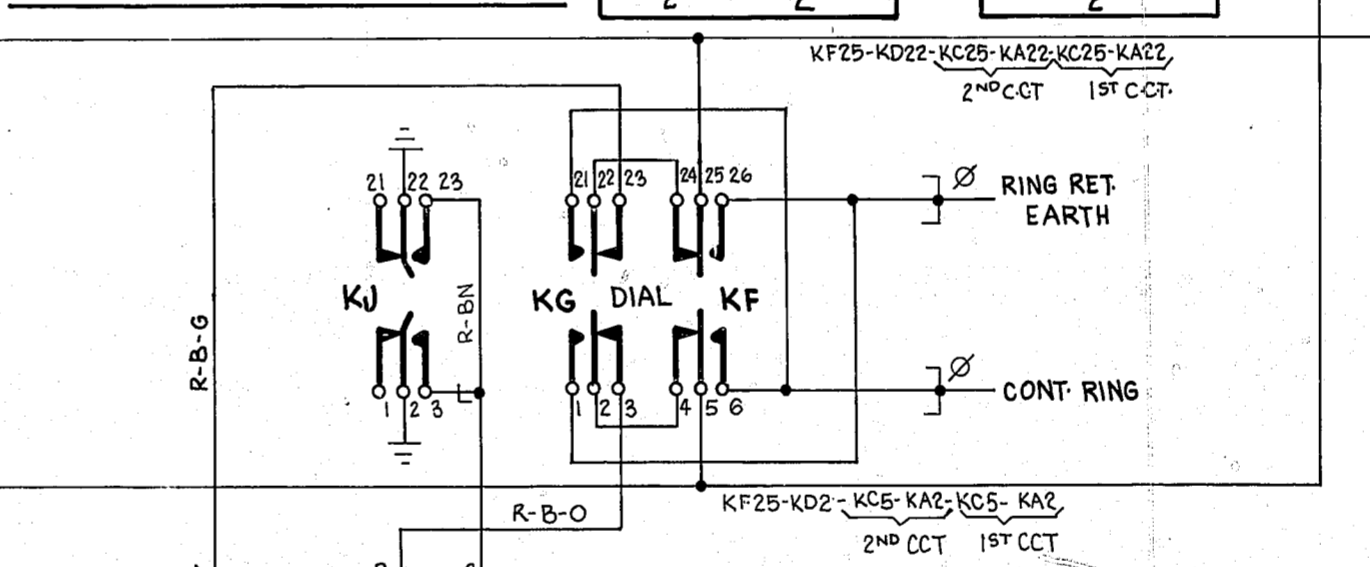 KF25-KD22-KC25-KA22-KC25-KA22
2ND C.CT 1ST C.CT.
21 22 23
21 22 23 24 25 26
Ø RING RET.
EARTH
KJ
R-BN
KG DIAL KF
R-B-G
1 2 3
1 2 3 4 5 6
Ø CONT. RING
KF25-KD2-KC5-KA2-KC5-KA2
2ND CCT 1ST CCT
R-B-O